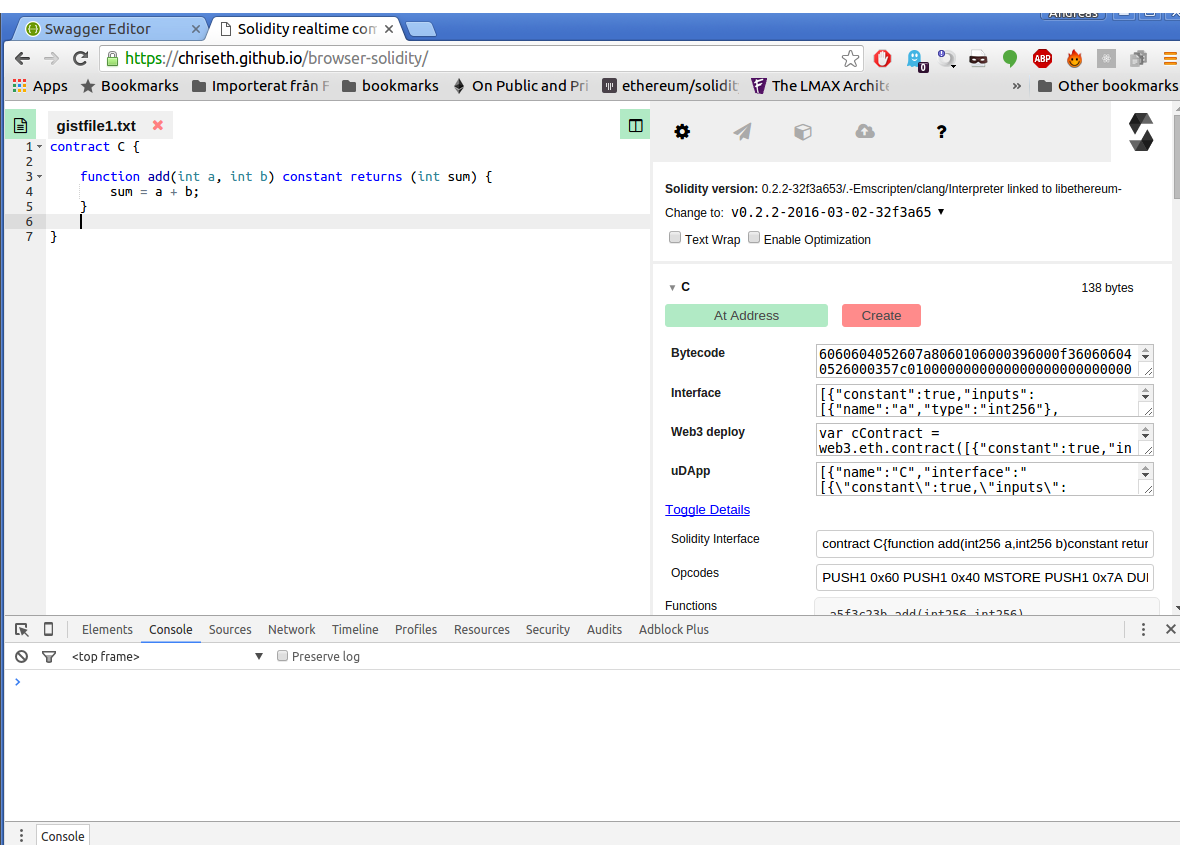 Andreas
Swagger Editor ×
Solidity realtime com ×
https://chriseth.github.io/browser-solidity/
0
ABP
Apps Bookmarks Importerat från F bookmarks On Public and Pri ethereum/solidit The LMAX Archite » Other bookmarks
gistfile1.txt
?
1 contract C {
2
3 function add(int a, int b) constant returns (int sum) {
4 sum = a + b;
5 }
6
7 }
Solidity version: 0.2.2-32f3a653/.-Emscripten/clang/Interpreter linked to libethereum-
Change to: v0.2.2-2016-03-02-32f3a65
Text Wrap Enable Optimization
C 138 bytes
At Address Create
Bytecode
6060604052607a8060106000396000f36060604
0526000357c0100000000000000000000000000
Interface
[{"constant":true,"inputs":
[{"name":"a","type":"int256"},
Web3 deploy
var cContract =
web3.eth.contract([{"constant":true,"in
uDApp
[{"name":"C","interface":"
[{\"constant\":true,\"inputs\":
Toggle Details
Solidity Interface contract C{function add(int256 a,int256 b)constant retur
Opcodes PUSH1 0x60 PUSH1 0x40 MSTORE PUSH1 0x7A DU
Functions a5f3c23b add(int256,int256)
Elements Console Sources Network Timeline Profiles Resources Security Audits Adblock Plus
<top frame> Preserve log
>
Console